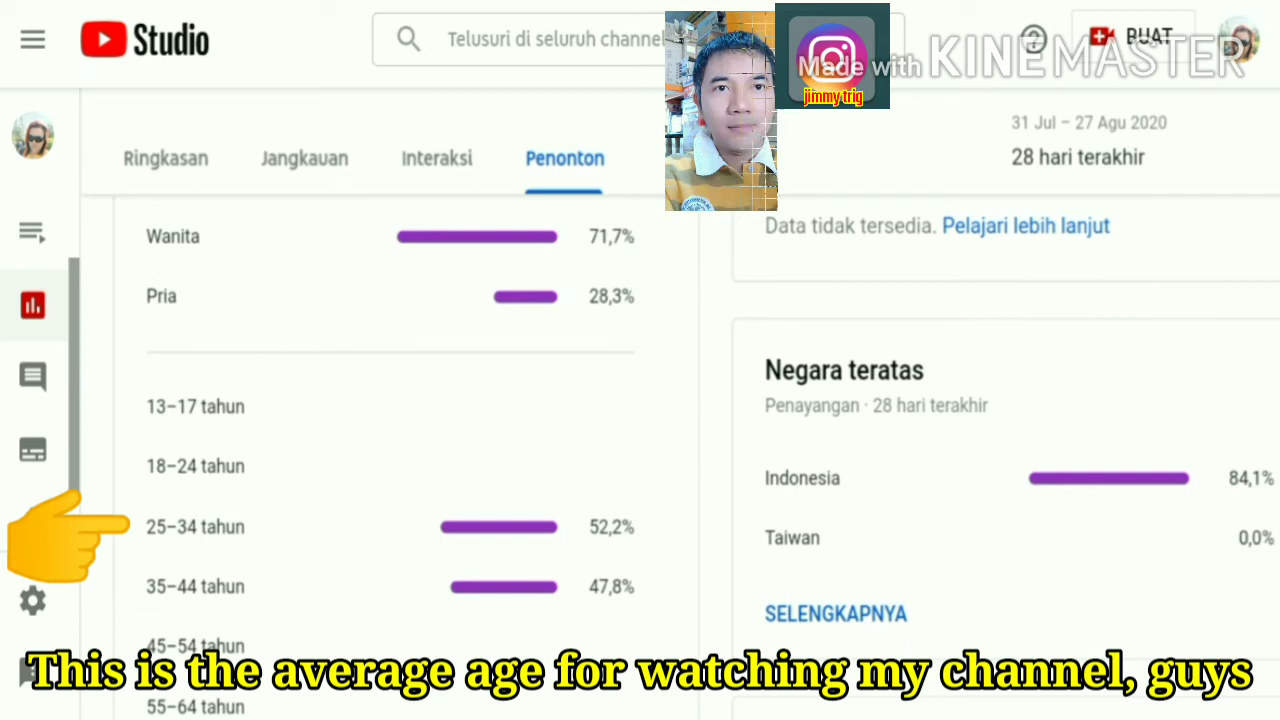 Studio
Telusuri di seluruh channel
BUAT
Made with KINEMASTER
jimmy trig
Ringkasan Jangkauan Interaksi Penonton
31 Jul – 27 Agu 2020
28 hari terakhir
Wanita 71,7%
Pria 28,3%
13–17 tahun
18–24 tahun
25–34 tahun 52,2%
35–44 tahun 47,8%
45–54 tahun
55–64 tahun
Data tidak tersedia. Pelajari lebih lanjut
Negara teratas
Penayangan · 28 hari terakhir
Indonesia 84,1%
Taiwan 0,0%
SELENGKAPNYA
This is the average age for watching my channel, guys